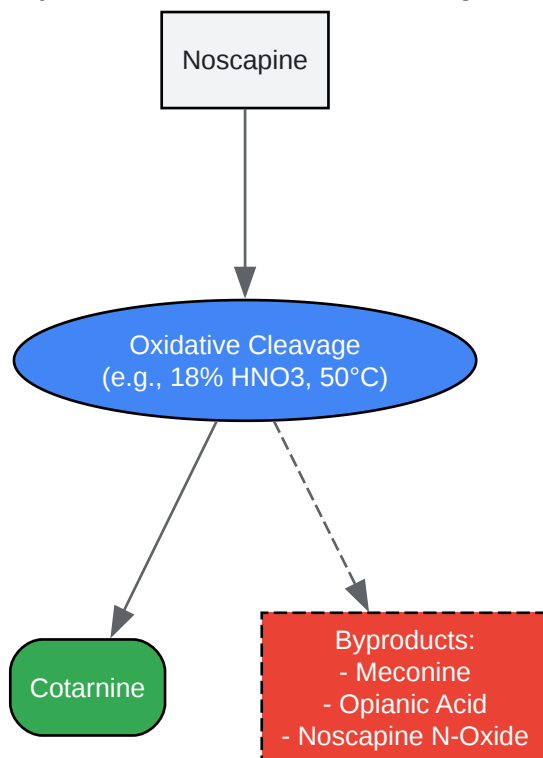 Noscapine
Oxidative Cleavage
(e.g., 18% HNO3, 50°C)
Cotarnine
Byproducts:
- Meconine
- Opianic Acid
- Noscapine N-Oxide